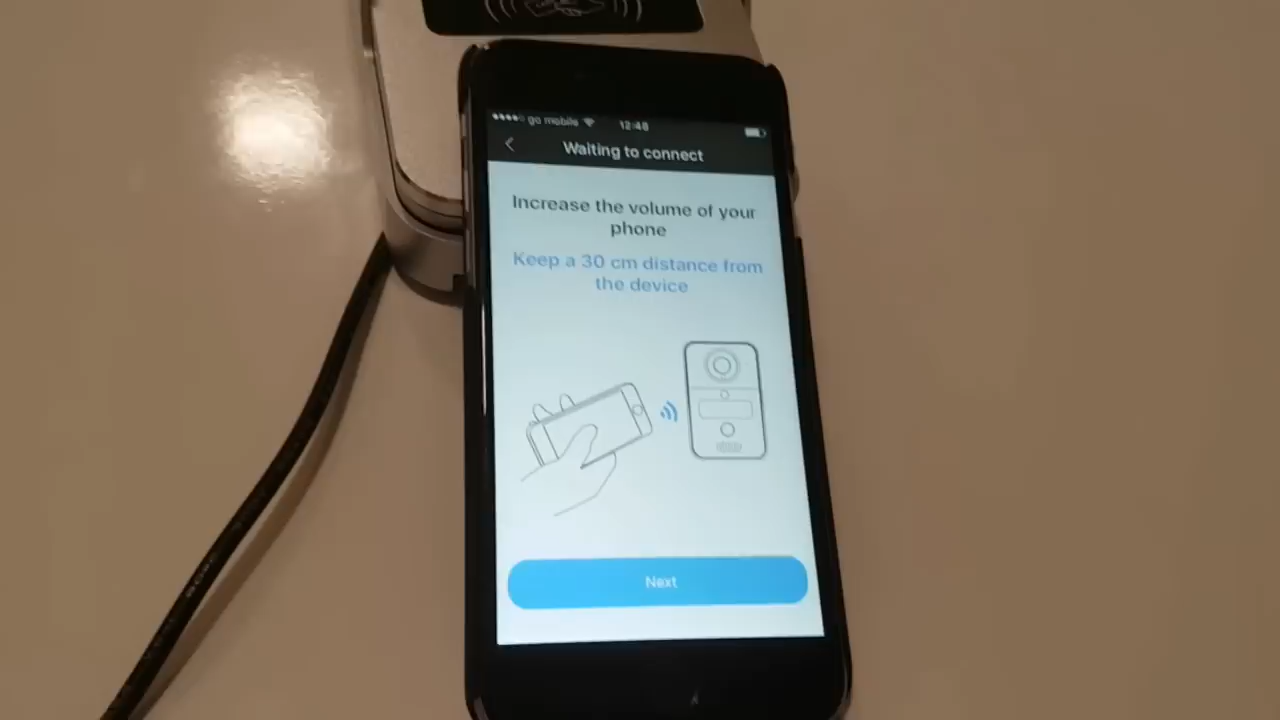 go mobile 12:48
Waiting to connect
Increase the volume of your
phone
Keep a 30 cm distance from
the device
Next